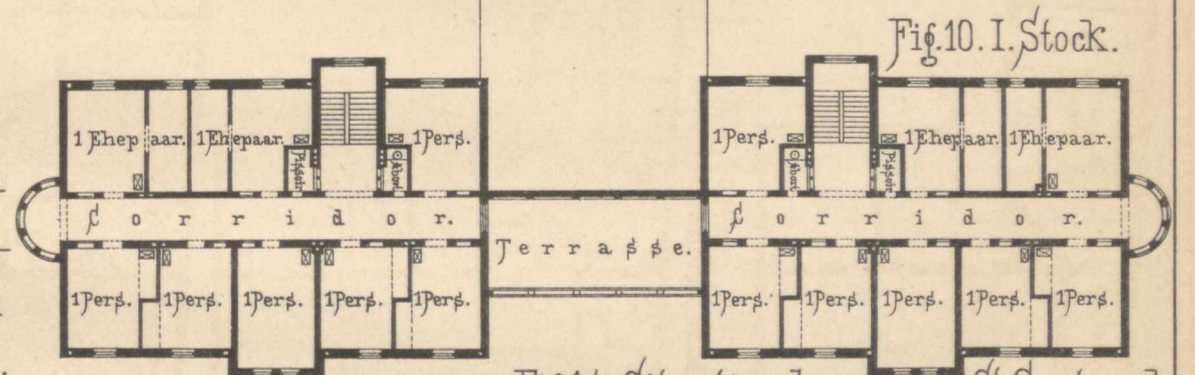 Fig. 10. I. Stock.
1 Ehepaar. 1 Ehepaar. Pissoir Abort 1 Pers.
1 Pers. Abort Pissoir 1 Ehepaar. 1 Ehepaar.
Corridor.
Terrasse.
Corridor.
1 Pers. 1 Pers. 1 Pers. 1 Pers. 1 Pers.
1 Pers. 1 Pers. 1 Pers. 1 Pers. 1 Pers.